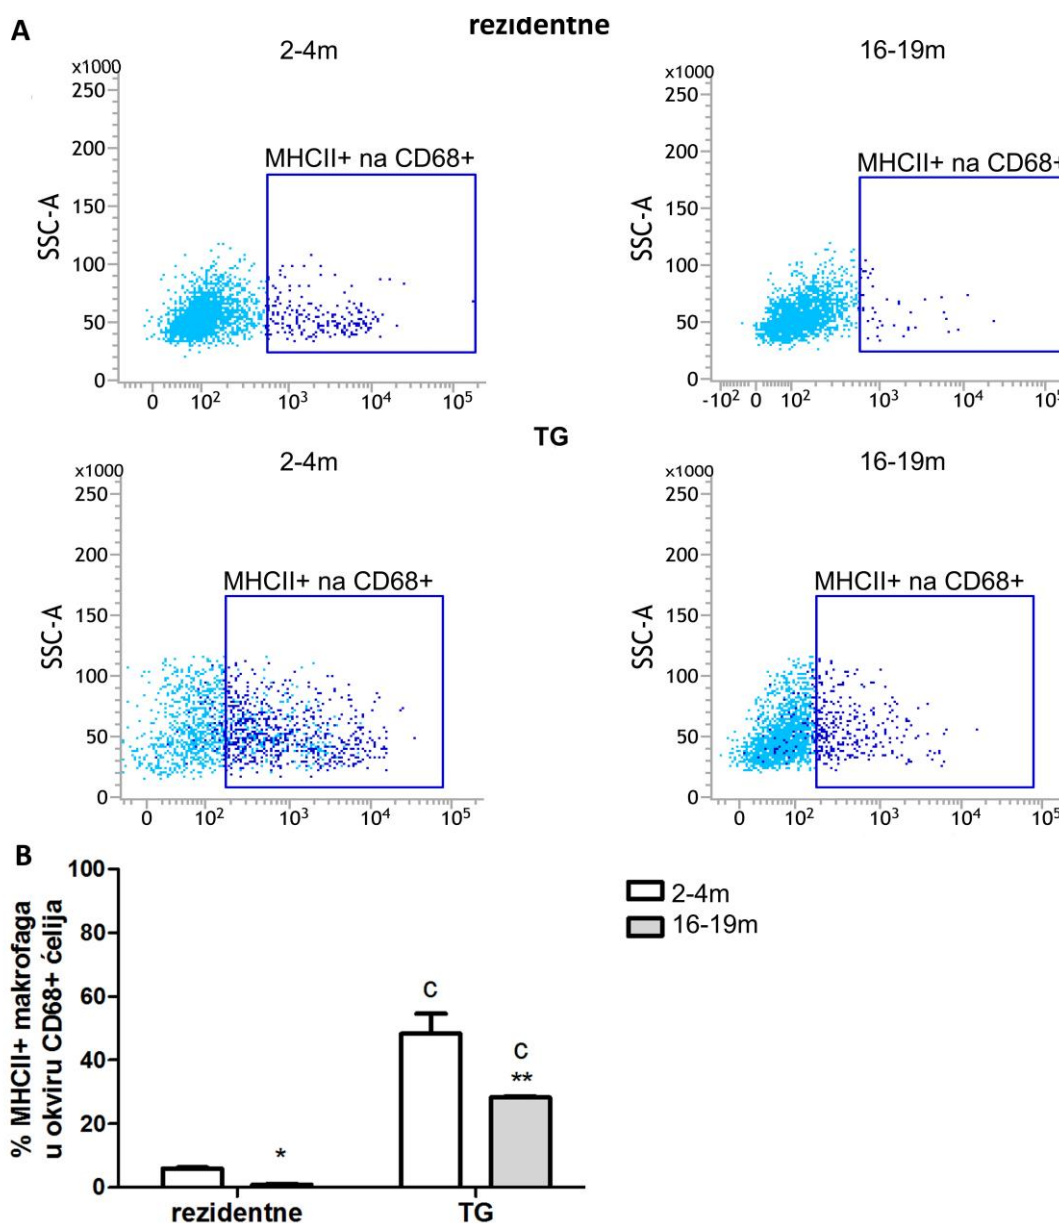 A
rezidentne
2-4m
16-19m
x1000
250
200
150
100
50
0
SSC-A
MHCII+ na CD68+
0 10² 10³ 10⁴ 10⁵
x1000
250
200
150
100
50
0
SSC-A
MHCII+ na CD68+
-10² 0 10² 10³ 10⁴ 10⁵
TG
2-4m
16-19m
x1000
250
200
150
100
50
0
SSC-A
MHCII+ na CD68+
0 10² 10³ 10⁴ 10⁵
x1000
250
200
150
100
50
0
SSC-A
MHCII+ na CD68+
0 10² 10³ 10⁴ 10⁵
B
% MHCII+ makrofaga
u okviru CD68+ ćelija
100
80
60
40
20
0
*
c
c
**
rezidentne
TG
2-4m
16-19m